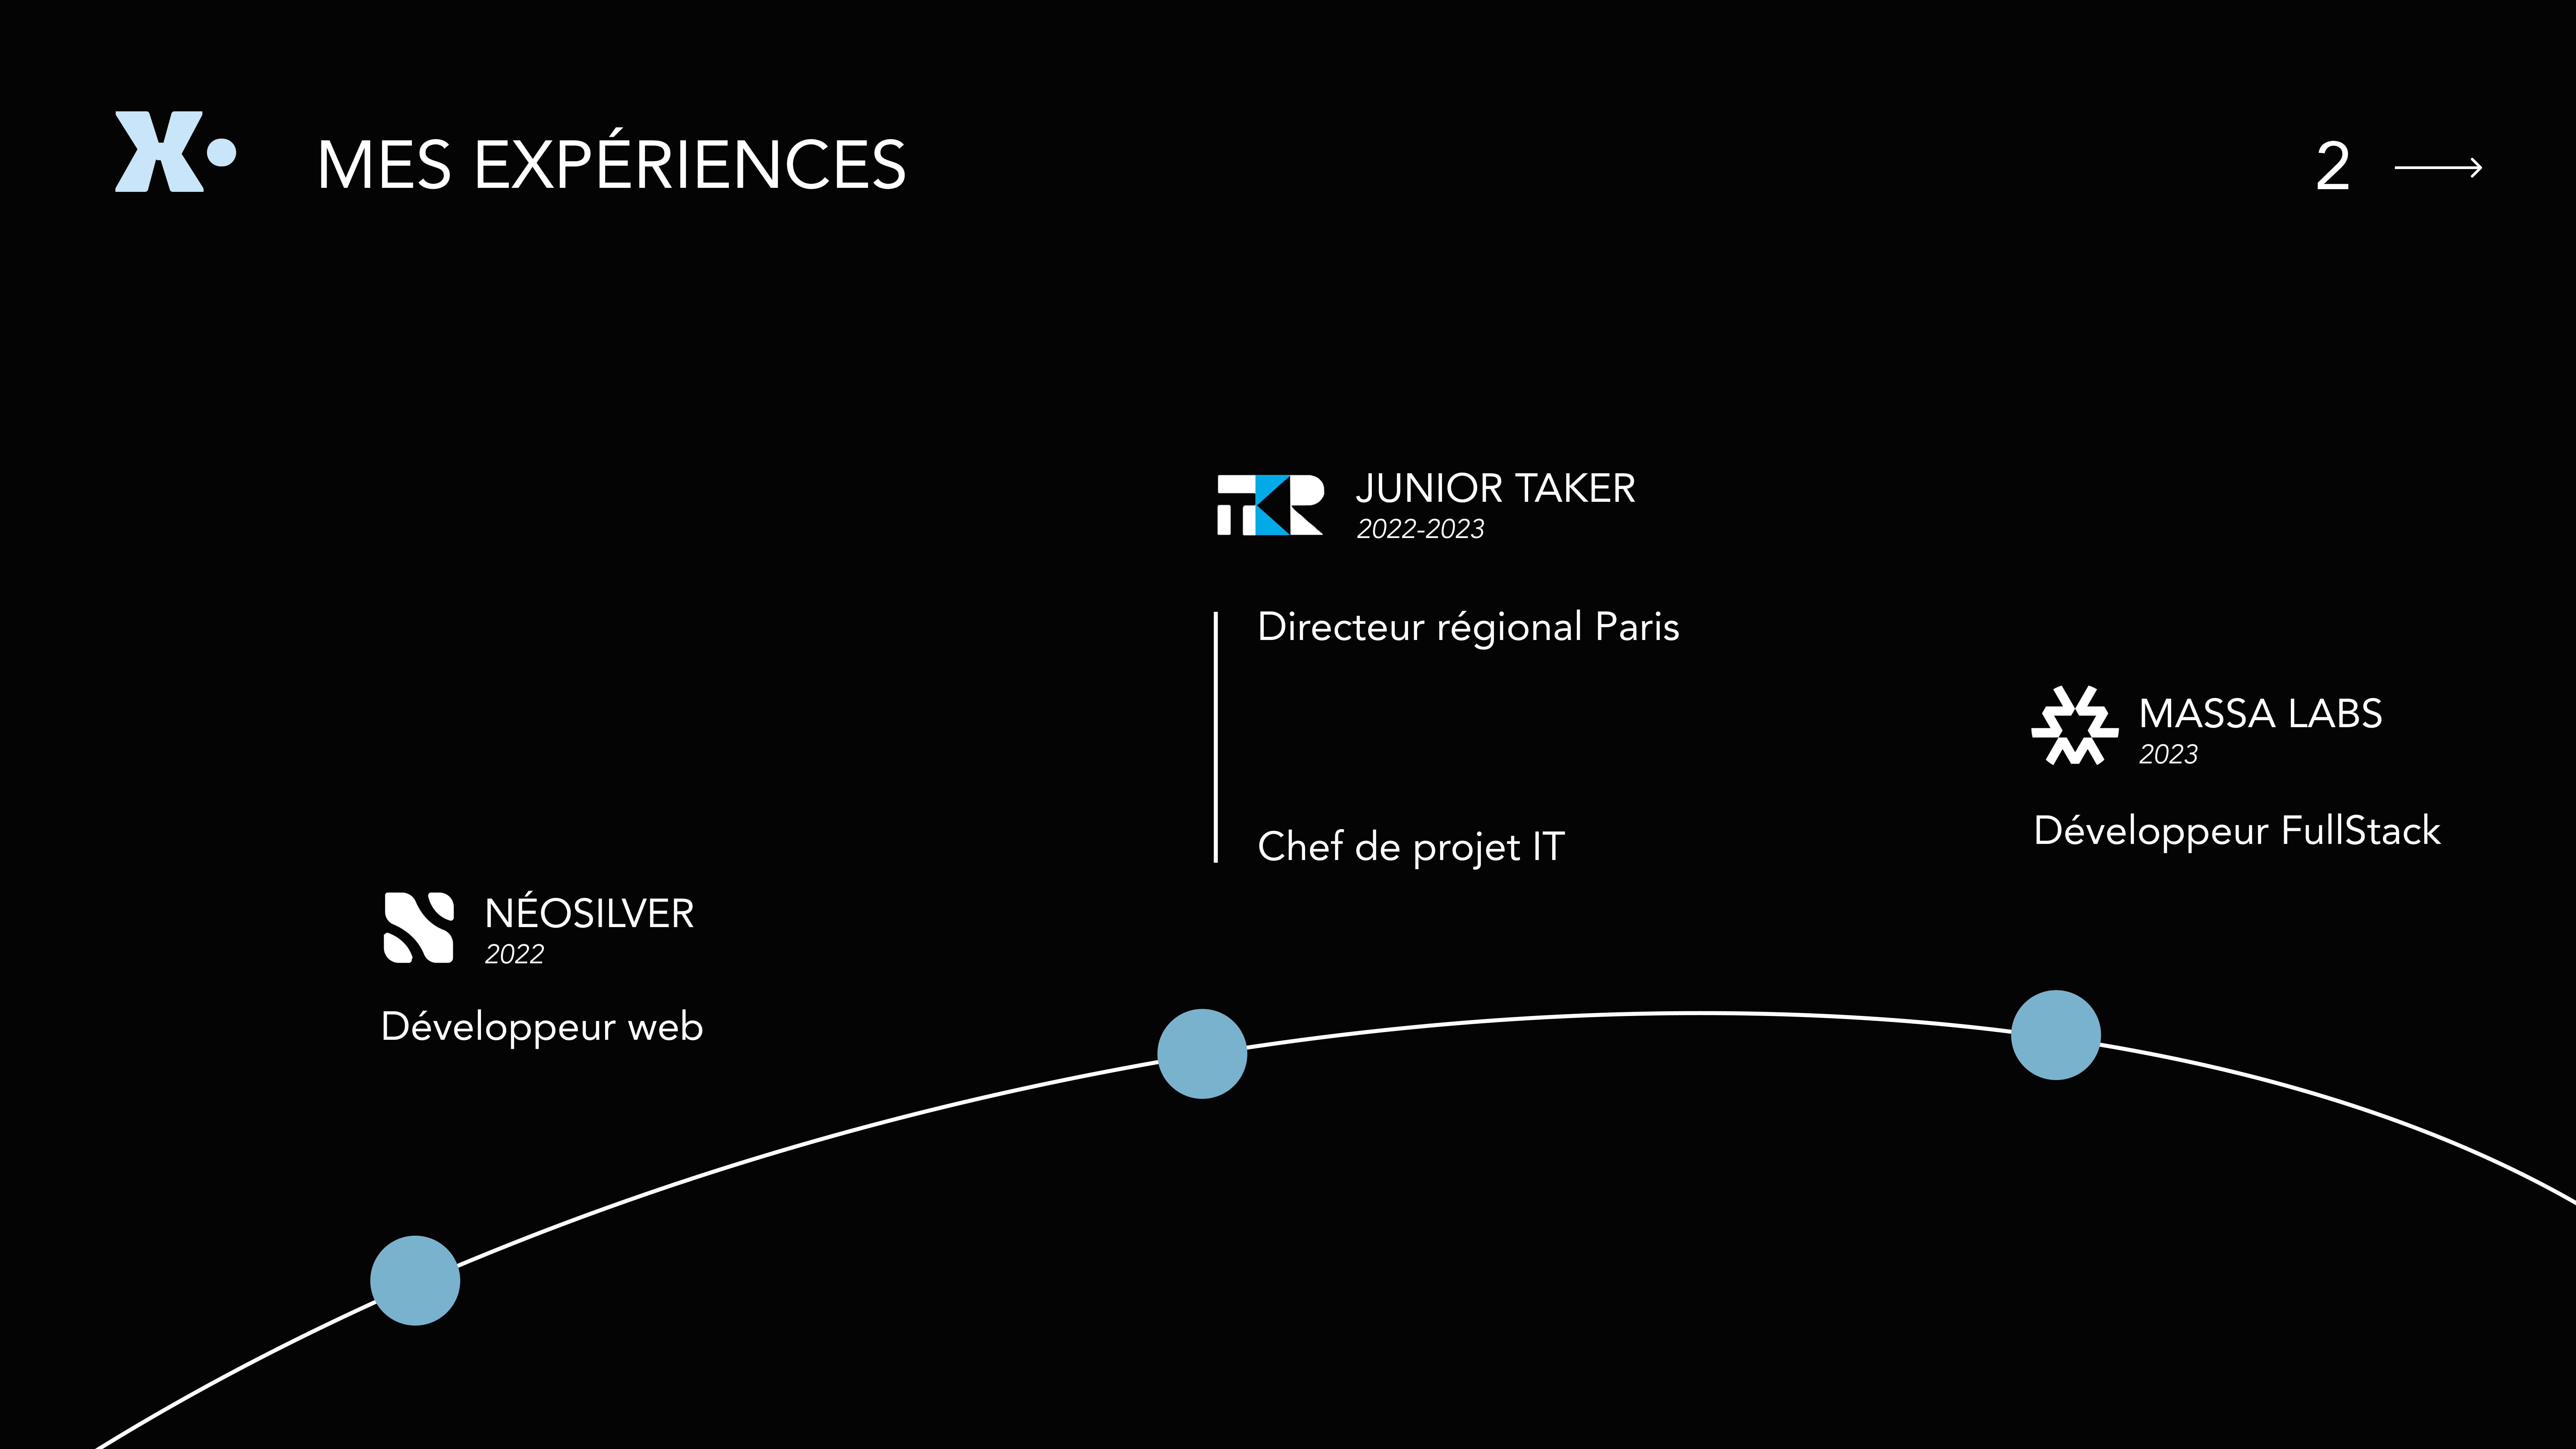 X.
MES EXPÉRIENCES
2
JUNIOR TAKER
2022-2023
Directeur régional Paris
Chef de projet IT
MASSA LABS
2023
Développeur FullStack
NÉOSILVER
2022
Développeur web